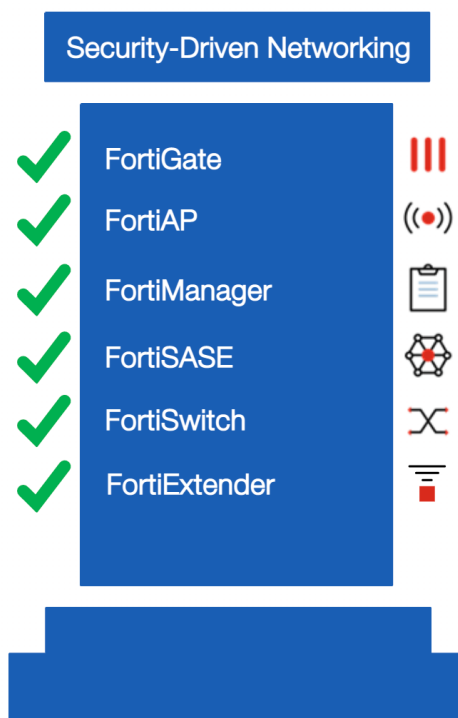 Security-Driven Networking
FortiGate
FortiAP
FortiManager
FortiSASE
FortiSwitch
FortiExtender